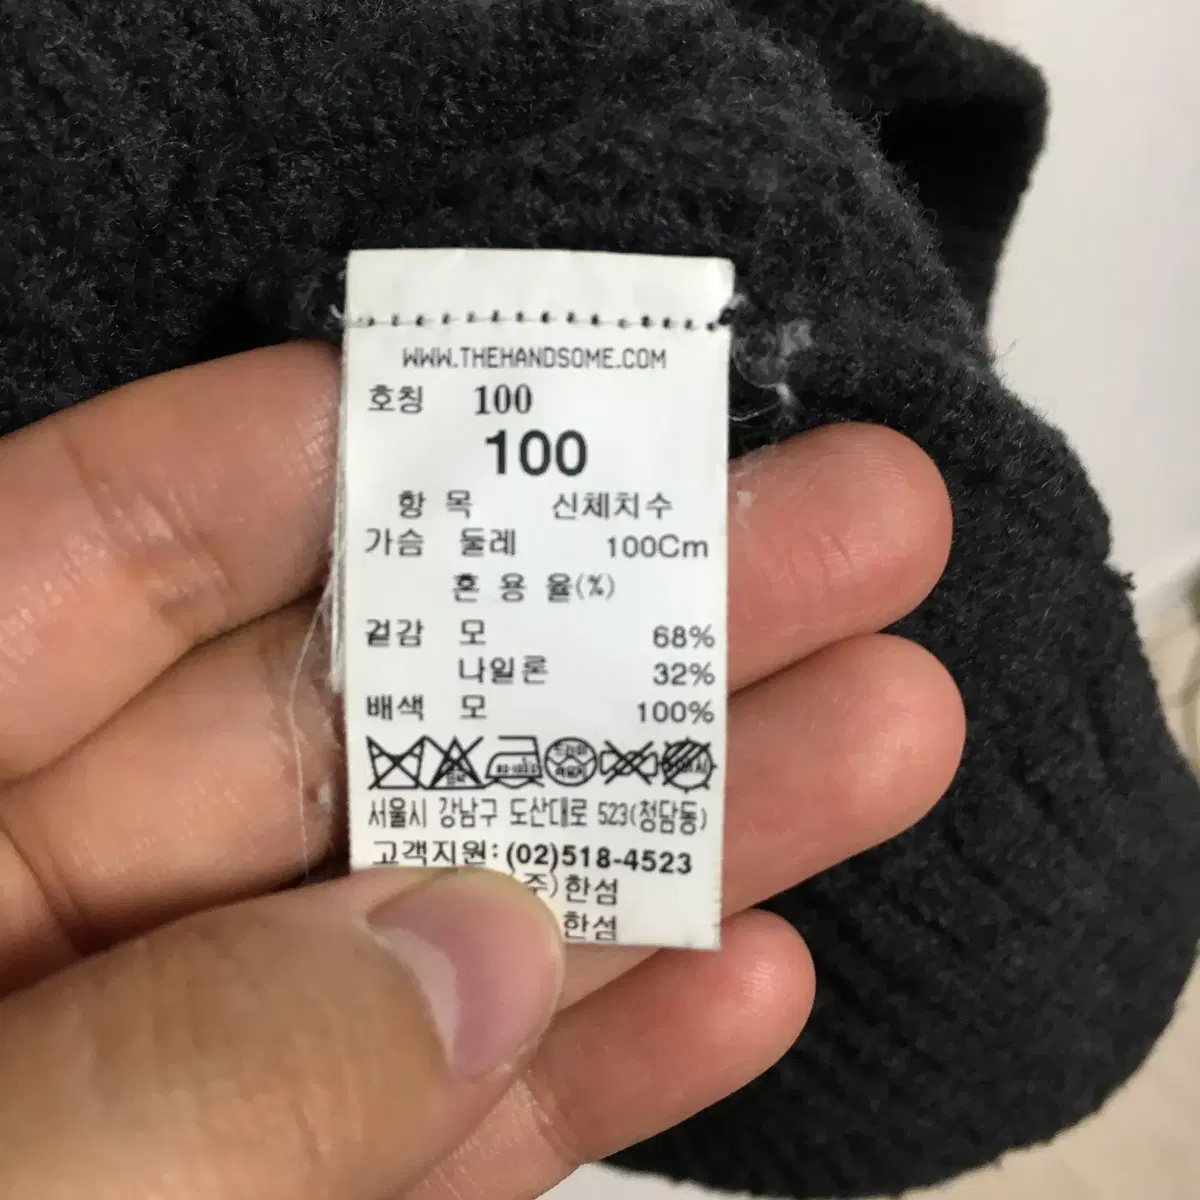 WWW.THEHANDSOME.COM
호칭 100
100
항 목 신체치수
가슴 둘레 100Cm
혼 용 율(%)
겉감 모 68%
나일론 32%
배색 모 100%
서울시 강남구 도산대로 523(청담동)
고객지원: (02)518-4523
주)한섬
한섬